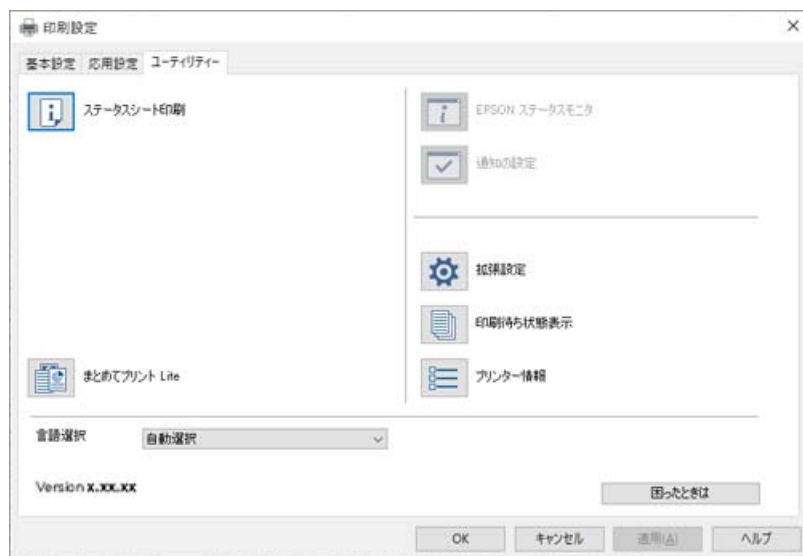 印刷設定
基本設定 応用設定 ユーティリティー
ステータスシート印刷
EPSON ステータスモニタ
通知の設定
拡張設定
印刷待ち状態表示
まとめてプリント Lite
プリンター情報
言語選択 自動選択
Version x.xx.xx
困ったときは
OK キャンセル 適用(A) ヘルプ